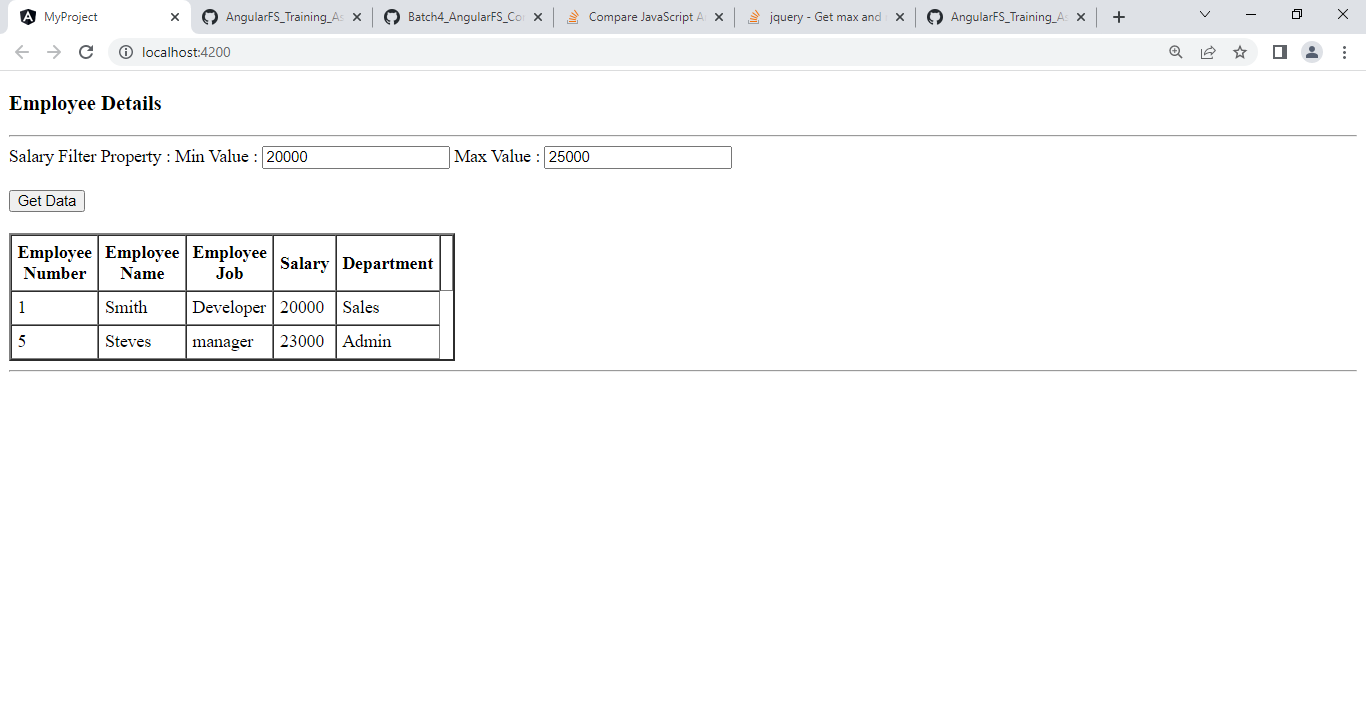 MyProject
AngularFS_Training_As
Batch4_AngularFS_Co
Compare JavaScript A
jquery - Get max and
AngularFS_Training_As
localhost:4200
Employee Details
Salary Filter Property : Min Value : 20000 Max Value : 25000
Get Data
Employee Number Employee Name Employee Job Salary Department
1 Smith Developer 20000 Sales
5 Steves manager 23000 Admin